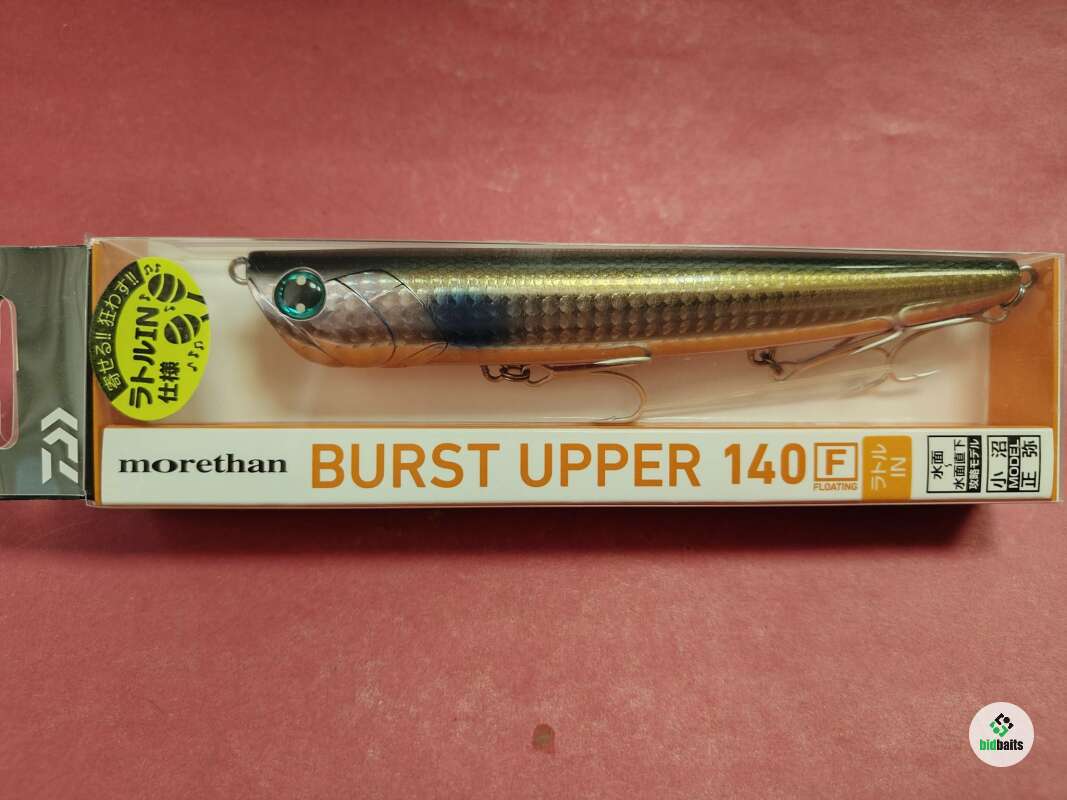 寄せる!! 狂わす!!
ラトルIN
仕様
morethan
BURST UPPER 140
F
FLOATING
ラトル
IN
水面
~
水面直下
攻略モデル
小沼
MODEL
正弥
bidbaits